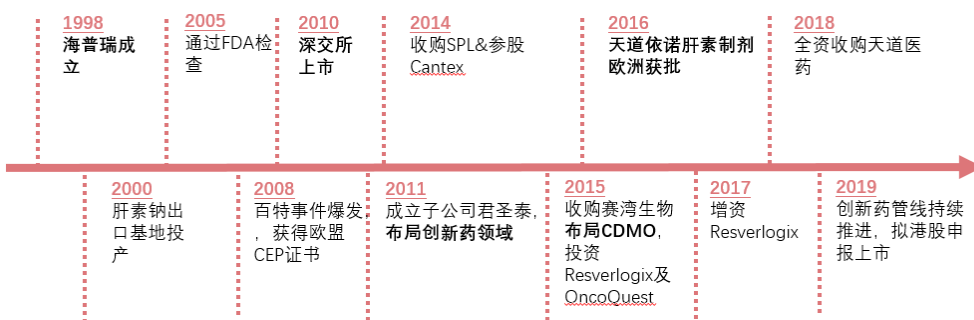 1998
海普瑞成
立
2005
通过FDA检
查
2010
深交所
上市
2014
收购SPL&参股
Cantex
2016
天道依诺肝素制剂
欧洲获批
2018
全资收购天道医
药
2000
肝素钠出
口基地投
产
2008
百特事件爆发,
，获得欧盟
CEP证书
2011
成立子公司君圣泰，
布局创新药领域
2015
收购赛湾生物
布局CDMO，
投资
Resverlogix及
OncoQuest
2017
增资
Resverlogix
2019
创新药管线持续
推进，拟港股申
报上市